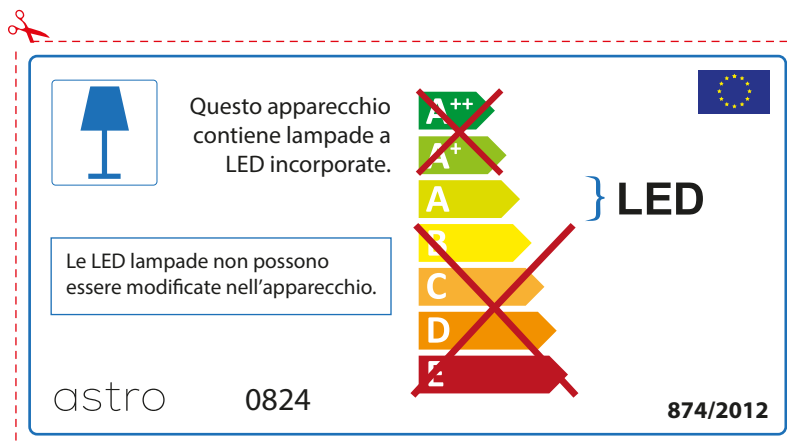 Questo apparecchio
contiene lampade a
LED incorporate.
Le LED lampade non possono
essere modificate nell'apparecchio.
A++
A+
A
B
C
D
E
} LED
astro
0824
874/2012